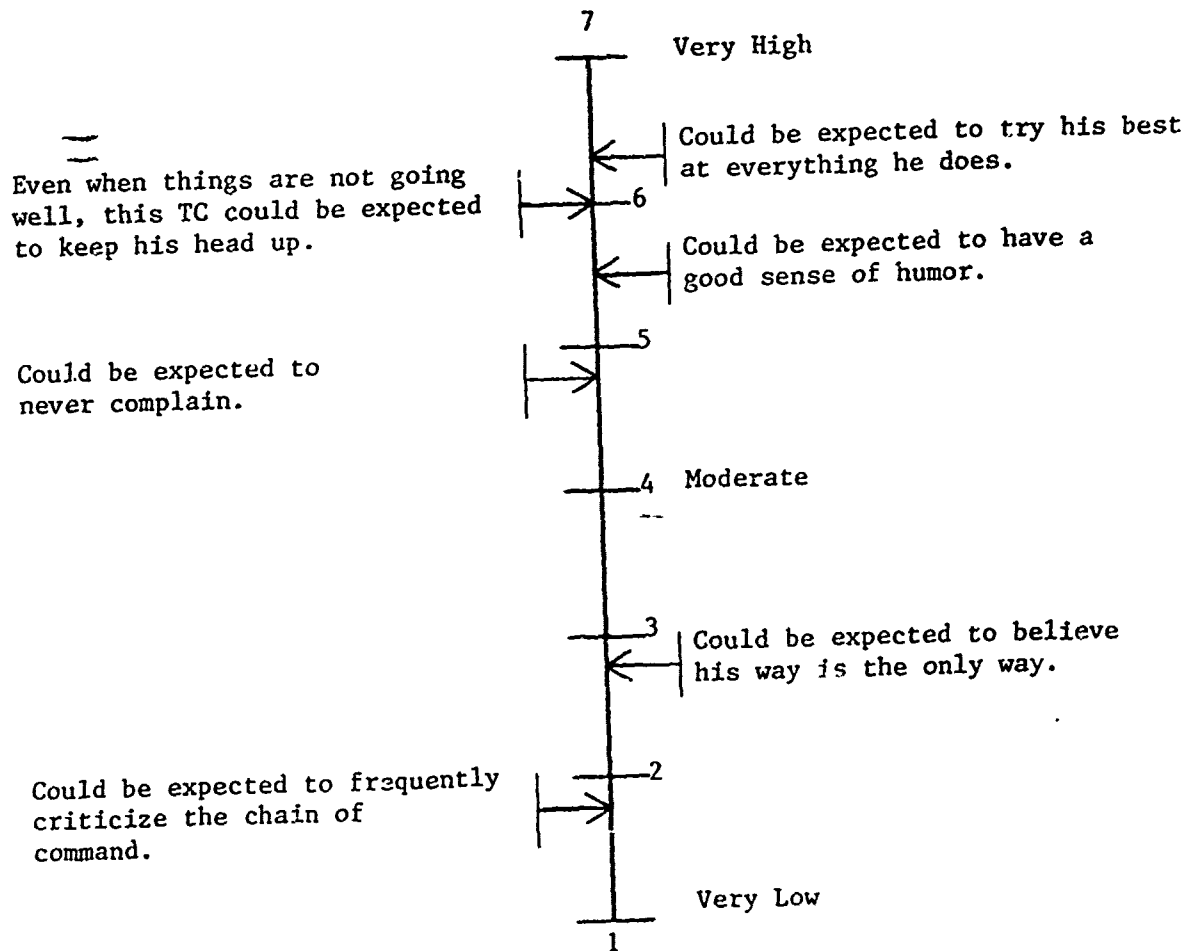 7
Very High
Could be expected to try his best
at everything he does.
Even when things are not going
well, this TC could be expected
to keep his head up.
6
Could be expected to have a
good sense of humor.
5
Could be expected to
never complain.
4 Moderate
3
Could be expected to believe
his way is the only way.
2
Could be expected to frequently
criticize the chain of
command.
Very Low
1